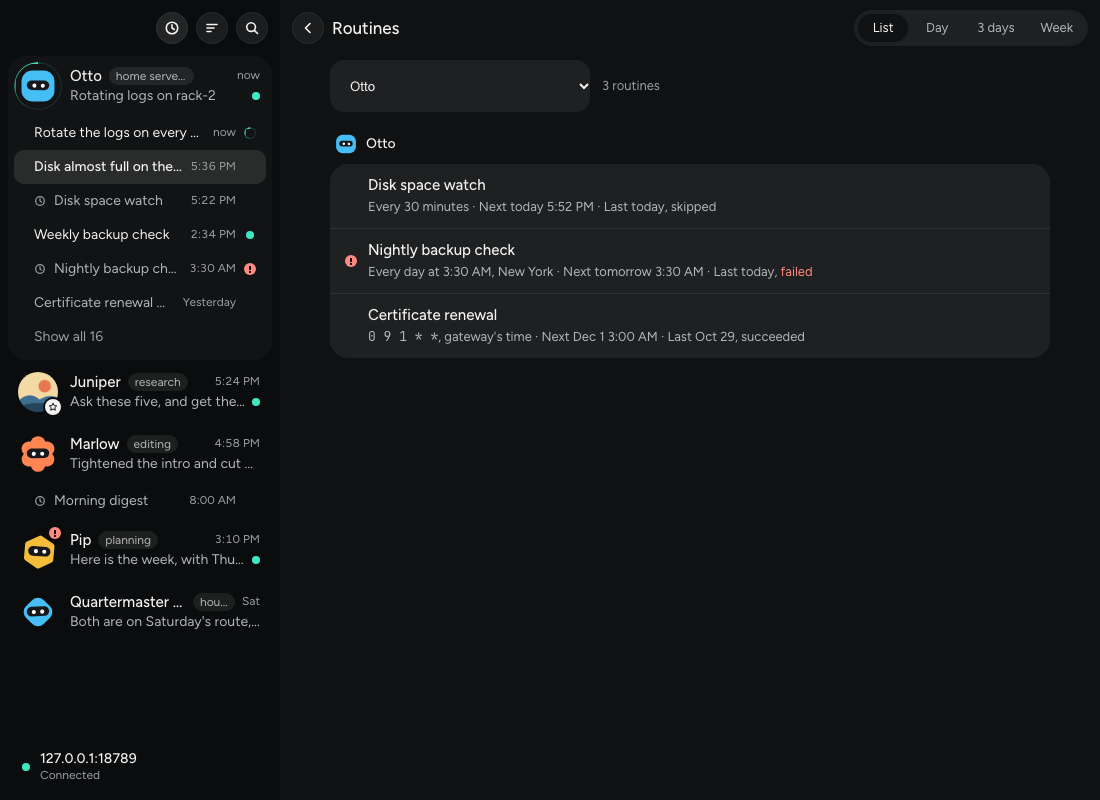 Routines
List
Day
3 days
Week
Otto
home serve...
now
Rotating logs on rack-2
Rotate the logs on every ...
now
Disk almost full on the...
5:36 PM
Disk space watch
5:22 PM
Weekly backup check
2:34 PM
Nightly backup ch...
3:30 AM
Certificate renewal ...
Yesterday
Show all 16
Juniper
research
5:24 PM
Ask these five, and get the...
Marlow
editing
4:58 PM
Tightened the intro and cut ...
Morning digest
8:00 AM
Pip
planning
3:10 PM
Here is the week, with Thu...
Quartermaster ...
hou...
Sat
Both are on Saturday's route,...
127.0.0.1:18789
Connected
Otto
3 routines
Otto
Disk space watch
Every 30 minutes · Next today 5:52 PM · Last today, skipped
Nightly backup check
Every day at 3:30 AM, New York · Next tomorrow 3:30 AM · Last today, failed
Certificate renewal
0 9 1 * *, gateway's time · Next Dec 1 3:00 AM · Last Oct 29, succeeded